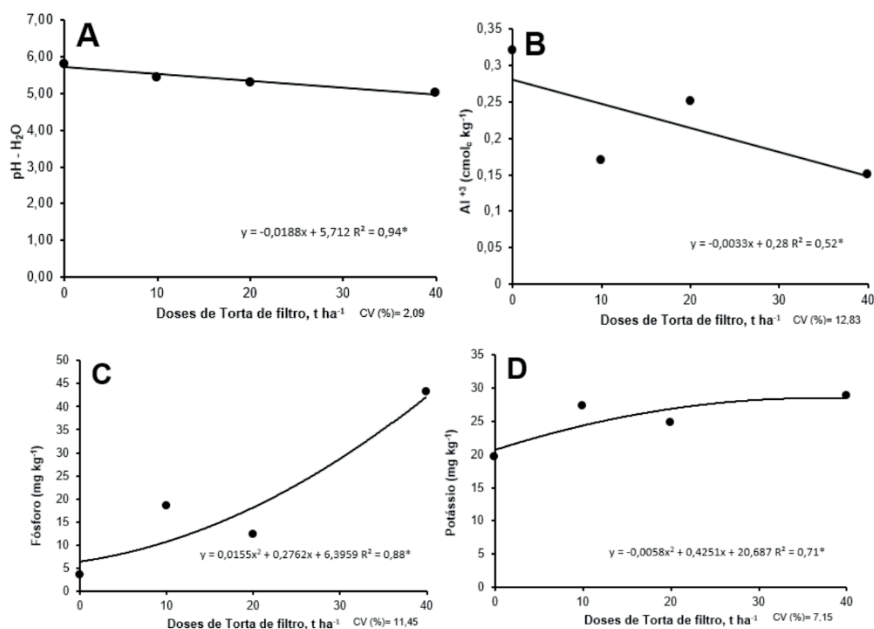 A
7,00
6,00
5,00
4,00
3,00
2,00
1,00
0,00
pH - H₂O
y = -0,0188x + 5,712 R² = 0,94*
0 10 20 30 40
Doses de Torta de filtro, t ha⁻¹ CV (%)= 2,09
B
0,35
0,3
0,25
0,2
0,15
0,1
0,05
0
Al ⁺³ (cmolc kg⁻¹)
y = -0,0033x + 0,28 R² = 0,52*
0 10 20 30 40
Doses de Torta de filtro, t ha⁻¹ CV (%)= 12,83
C
50
45
40
35
30
25
20
15
10
5
0
Fósforo (mg kg⁻¹)
y = 0,0155x² + 0,2762x + 6,3959 R² = 0,88*
0 10 20 30 40
Doses de Torta de filtro, t ha⁻¹ CV (%)= 11,45
D
35
30
25
20
15
10
5
0
Potássio (mg kg⁻¹)
y = -0,0058x² + 0,4251x + 20,687 R² = 0,71*
0 10 20 30 40
Doses de Torta de filtro, t ha⁻¹ CV (%)= 7,15